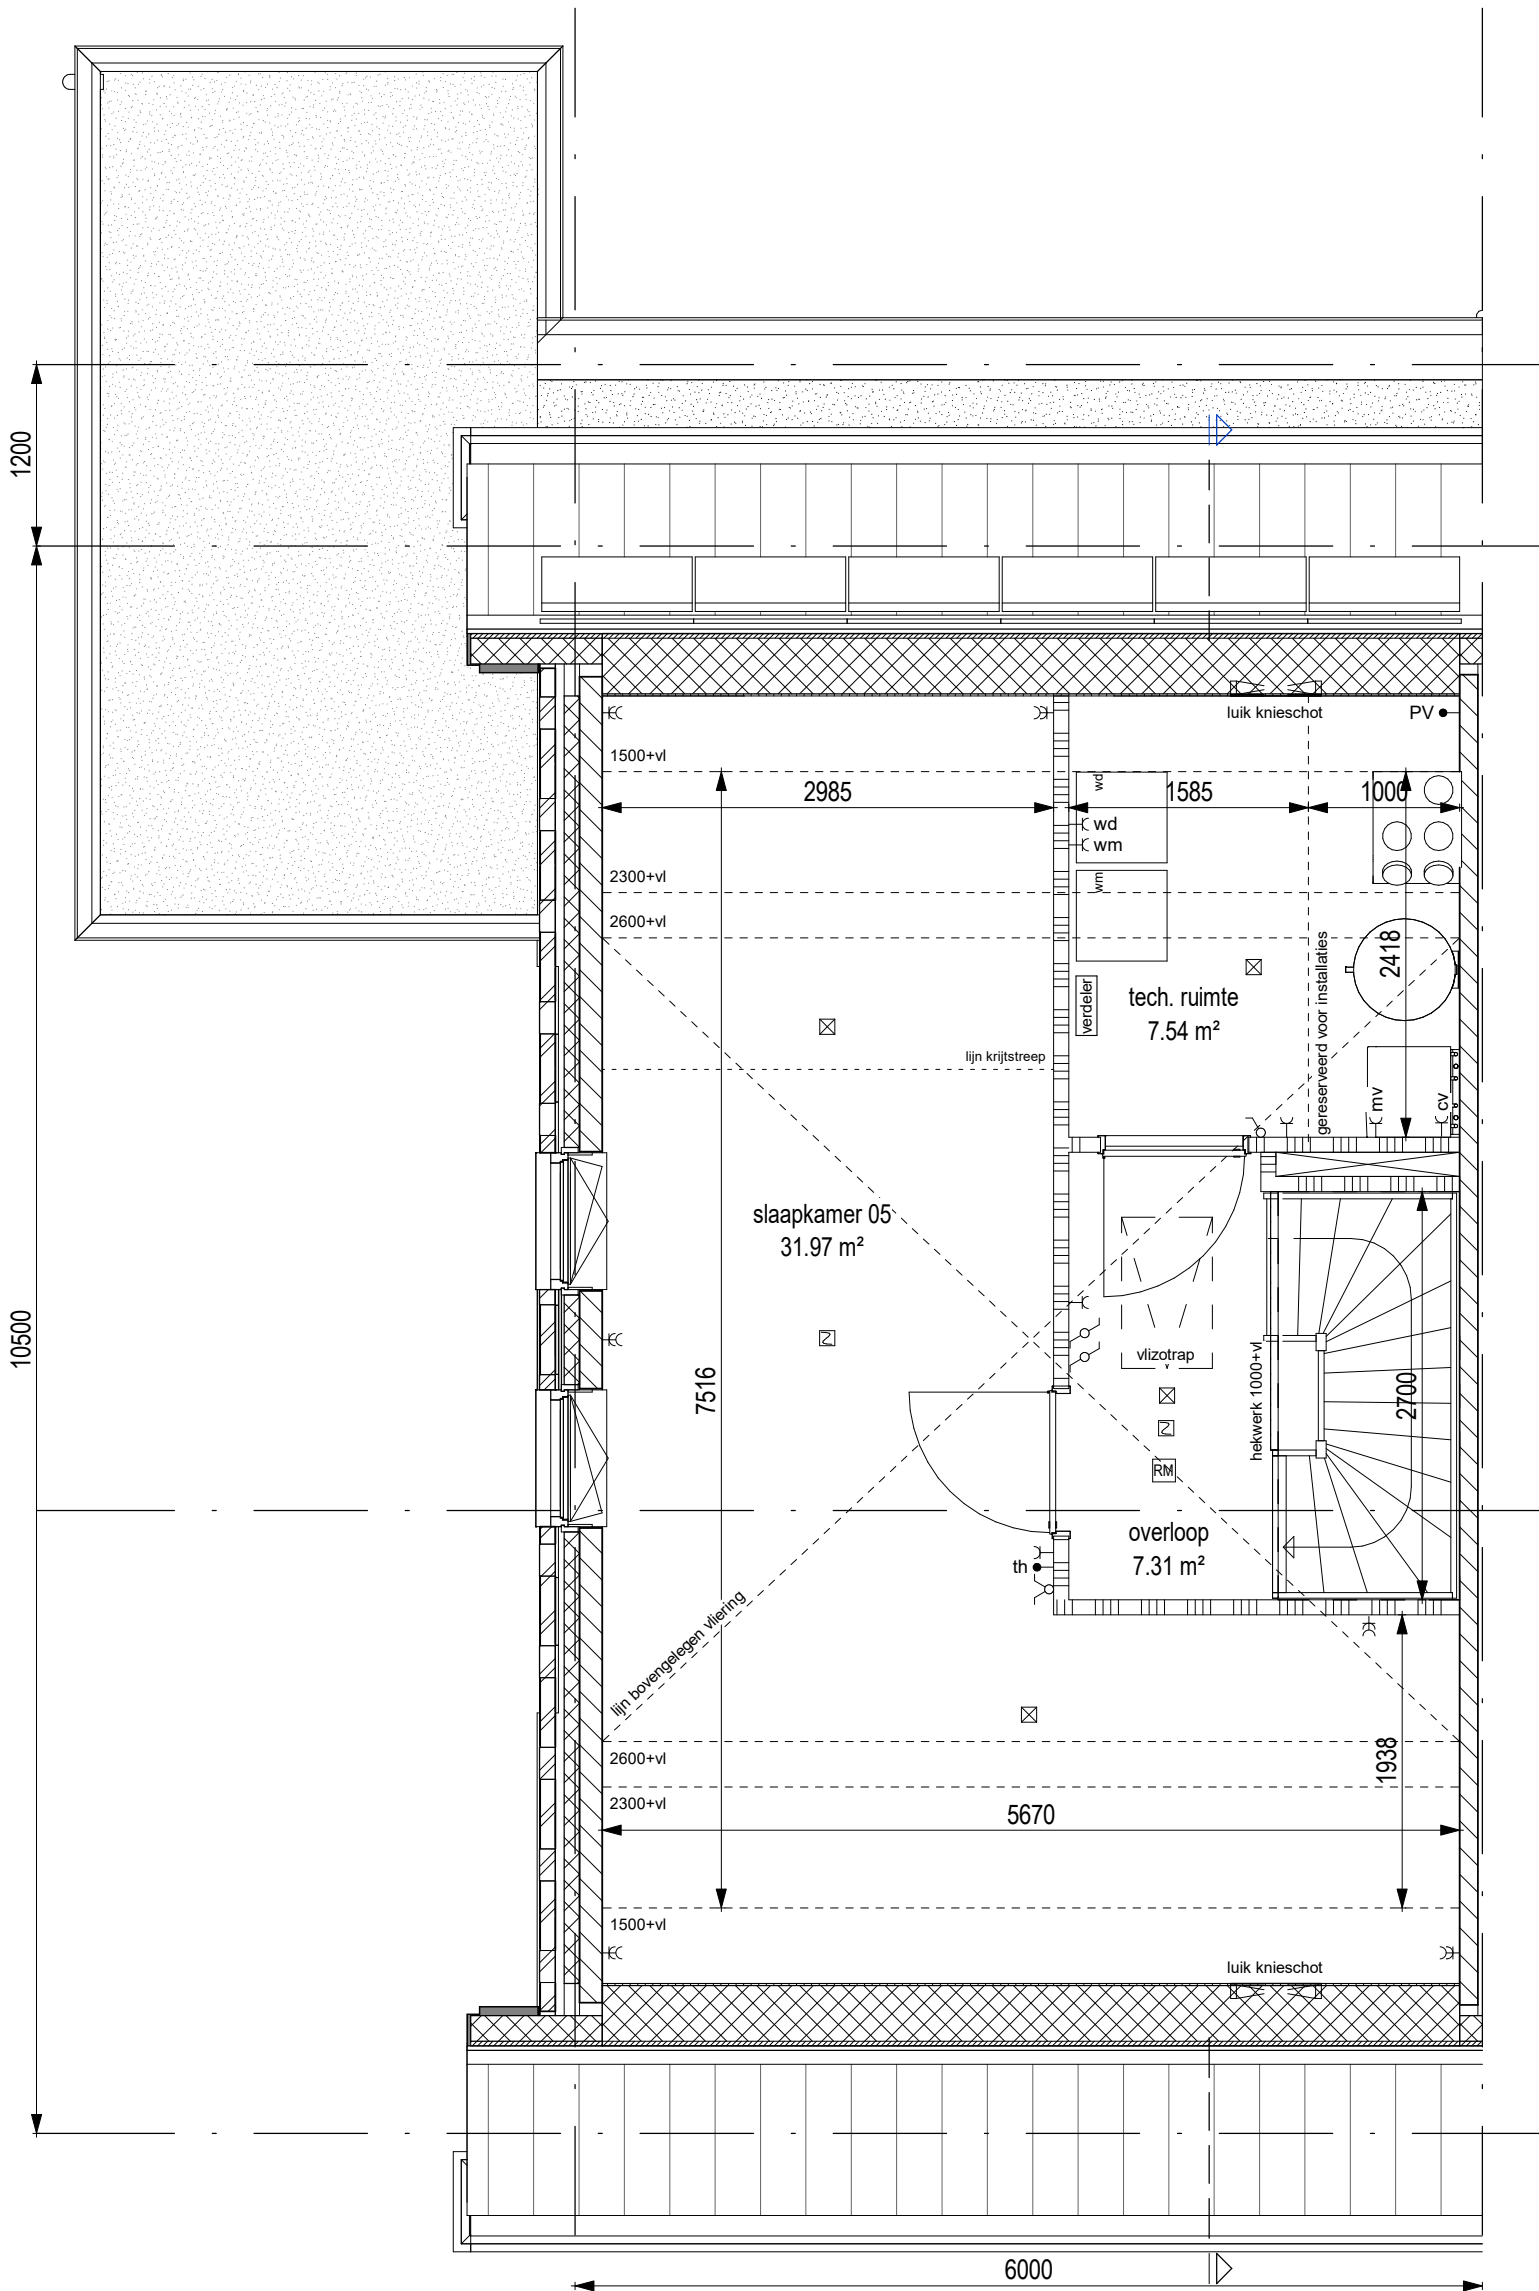 1200
luik knieschot
PV
1500+vl
2985
wd
1585
1000
wd
wm
2300+vl
wm
2600+vl
gereserveerd voor installaties
2418
verdeler
tech. ruimte
7.54 m²
lijn krijtstreep
mv
cv
slaapkamer 05
31.97 m²
10500
7516
vlizotrap
hekwerk 1000+vl
2700
RM
overloop
7.31 m²
th
lijn bovengelegen vliering
2600+vl
1938
2300+vl
5670
1500+vl
luik knieschot
6000